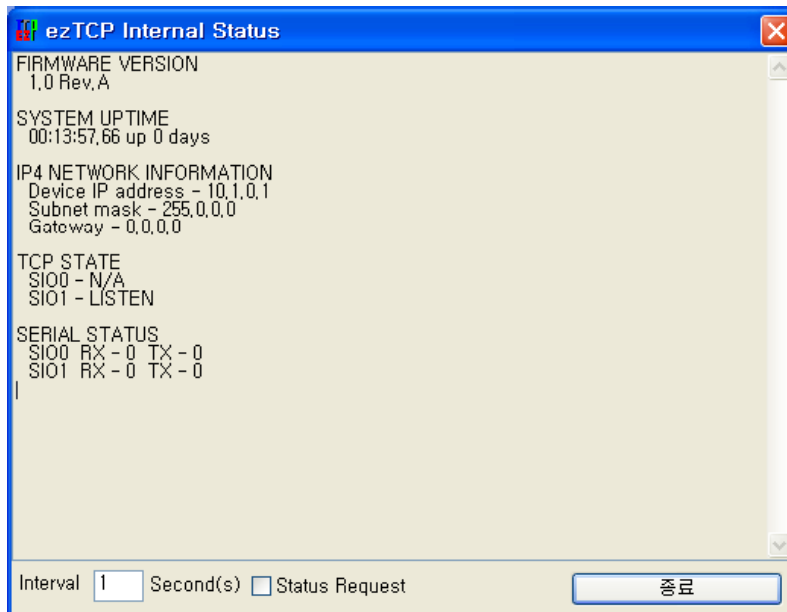 ezTCP Internal Status
FIRMWARE VERSION
1.0 Rev.A
SYSTEM UPTIME
00:13:57.66 up 0 days
IP4 NETWORK INFORMATION
Device IP address - 10.1.0.1
Subnet mask - 255.0.0.0
Gateway - 0.0.0.0
TCP STATE
SIO0 - N/A
SIO1 - LISTEN
SERIAL STATUS
SIO0 RX - 0 TX - 0
SIO1 RX - 0 TX - 0
Interval 1 Second(s) Status Request 종료